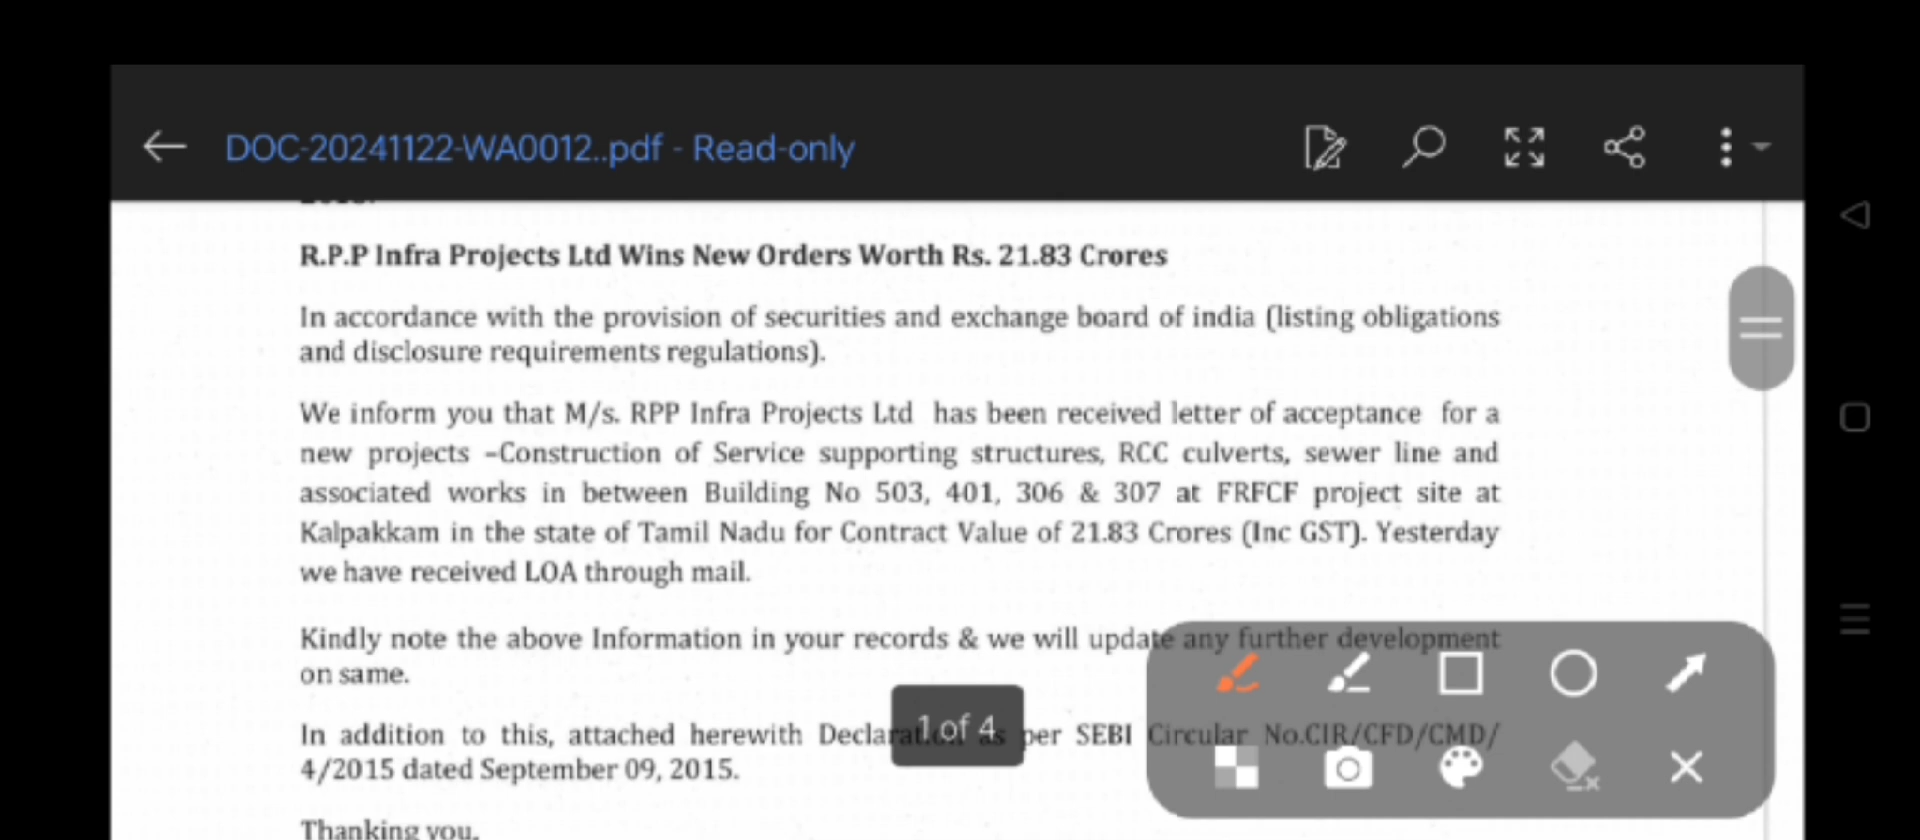 DOC-20241122-WA0012..pdf - Read-only
R.P.P Infra Projects Ltd Wins New Orders Worth Rs. 21.83 Crores
In accordance with the provision of securities and exchange board of india (listing obligations
and disclosure requirements regulations).
We inform you that M/s. RPP Infra Projects Ltd has been received letter of acceptance for a
new projects –Construction of Service supporting structures, RCC culverts, sewer line and
associated works in between Building No 503, 401, 306 & 307 at FRFCF project site at
Kalpakkam in the state of Tamil Nadu for Contract Value of 21.83 Crores (Inc GST). Yesterday
we have received LOA through mail.
Kindly note the above Information in your records & we will update any further development
on same.
In addition to this, attached herewith Declaration as per SEBI Circular No.CIR/CFD/CMD/
1 of 4
4/2015 dated September 09, 2015.
Thanking you.